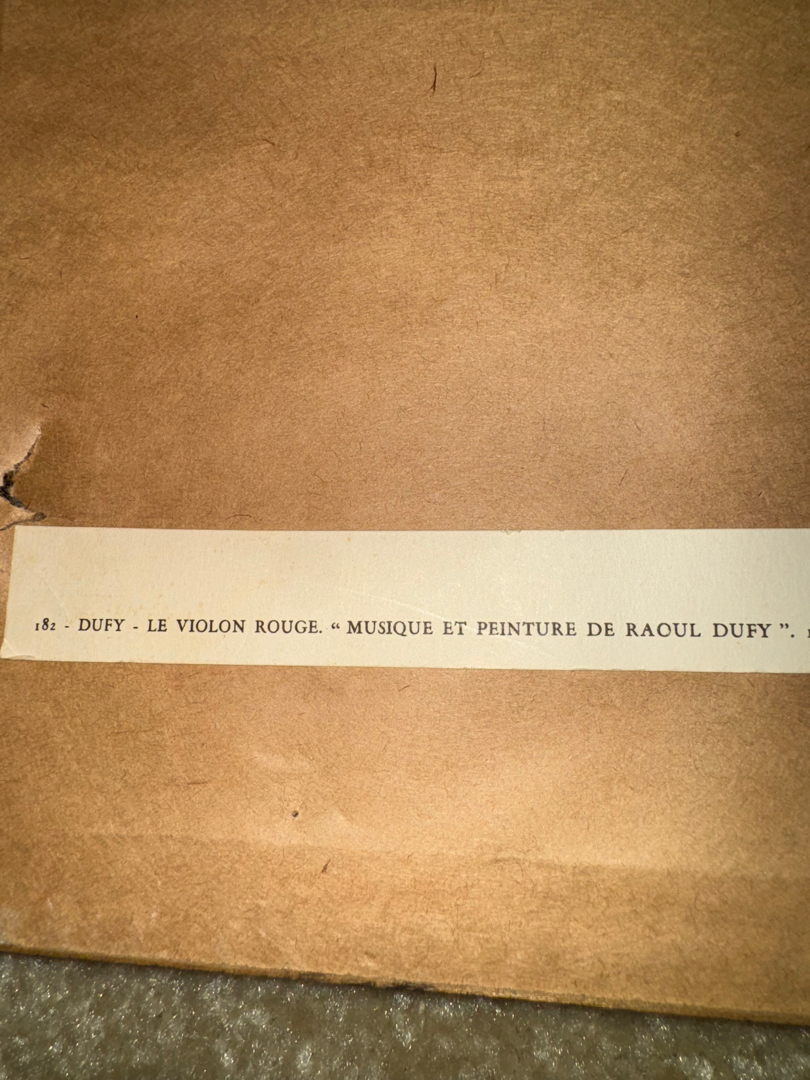 182 - DUFY - LE VIOLON ROUGE. “ MUSIQUE ET PEINTURE DE RAOUL DUFY ”.